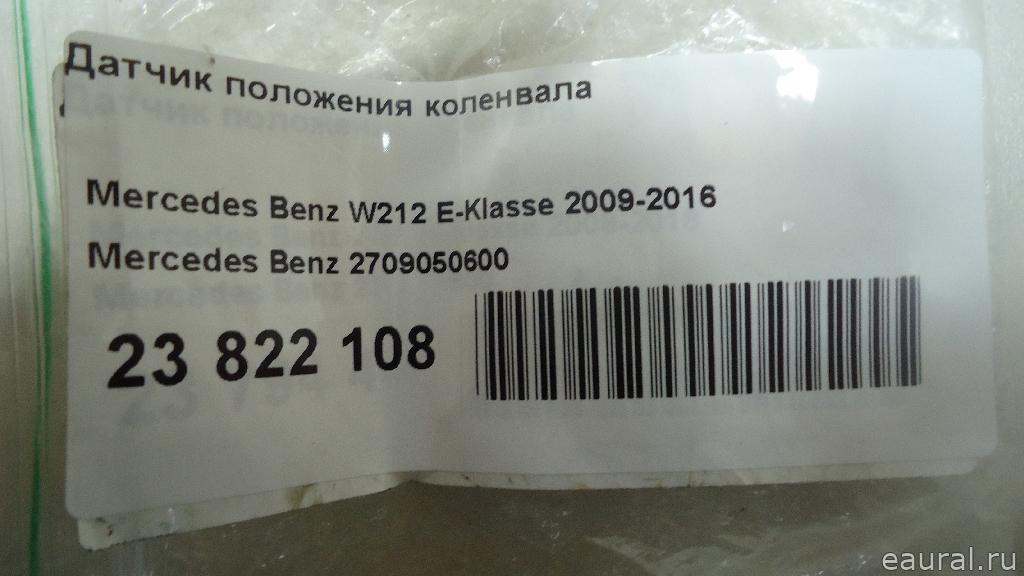 Датчик положения коленвала
Mercedes Benz W212 E-Klasse 2009-2016
Mercedes Benz 2709050600
23 822 108
eaural.ru